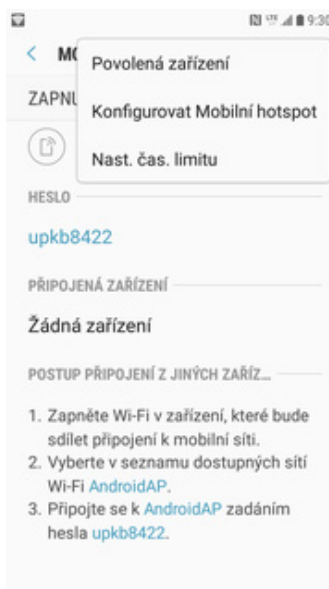 LTE 9:30
Povolená zařízení
ZAPNU
Konfigurovat Mobilní hotspot
Nast. čas. limitu
HESLO
upkb8422
PŘIPOJENÁ ZAŘÍZENÍ
Žádná zařízení
POSTUP PŘIPOJENÍ Z JINÝCH ZAŘÍZ...
1. Zapněte Wi-Fi v zařízení, které bude
sdílet připojení k mobilní síti.
2. Vyberte v seznamu dostupných sítí
Wi-Fi AndroidAP.
3. Připojte se k AndroidAP zadáním
hesla upkb8422.